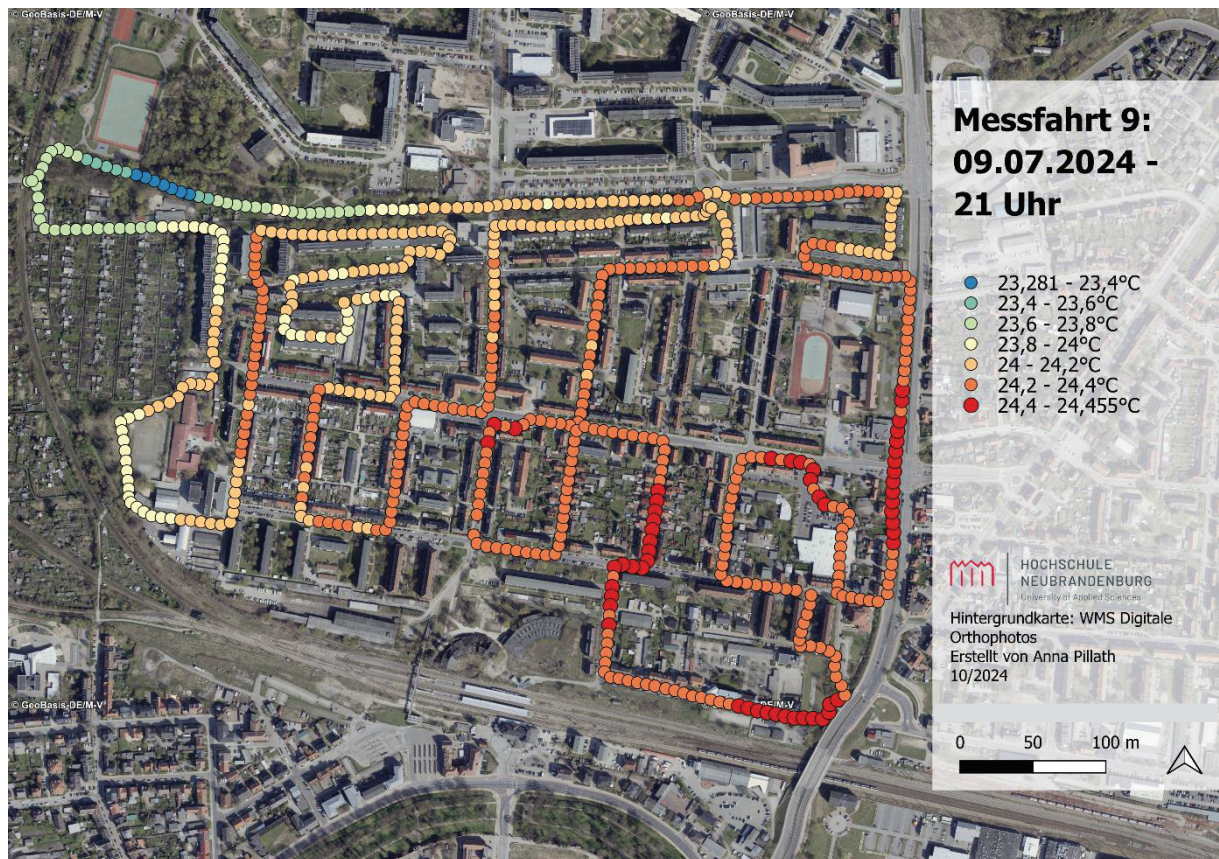 © GeoBasis-DE/M-V
© GeoBasis-DE/M-V
Messfahrt 9:
09.07.2024 -
21 Uhr
23,281 - 23,4°C
23,4 - 23,6°C
23,6 - 23,8°C
23,8 - 24°C
24 - 24,2°C
24,2 - 24,4°C
24,4 - 24,455°C
HOCHSCHULE
NEUBRANDENBURG
University of Applied Sciences
Hintergrundkarte: WMS Digitale
Orthophotos
Erstellt von Anna Pillath
10/2024
© GeoBasis-DE/M-V
DE/M-V
0 50 100 m